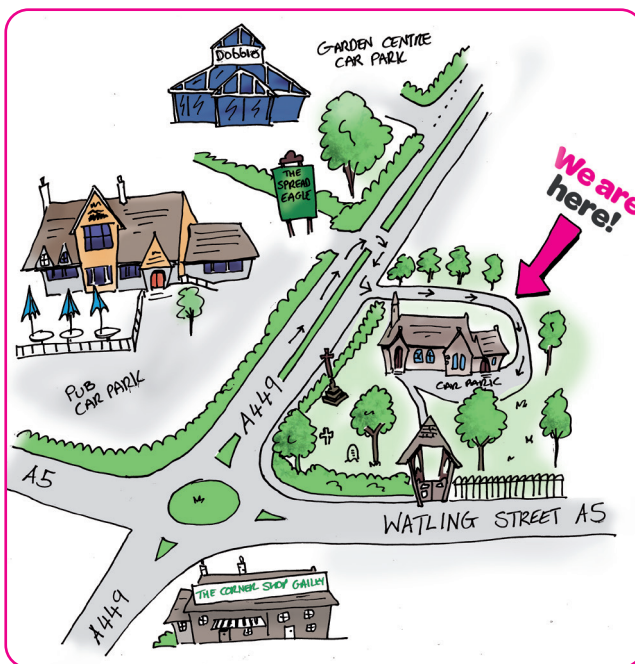 Dobbies
GARDEN CENTRE
CAR PARK
We are
here!
THE
SPREAD
EAGLE
PUB
CAR PARK
CAR PARK
A449
A5
WATLING STREET A5
THE CORNER SHOP GAILEY
A449